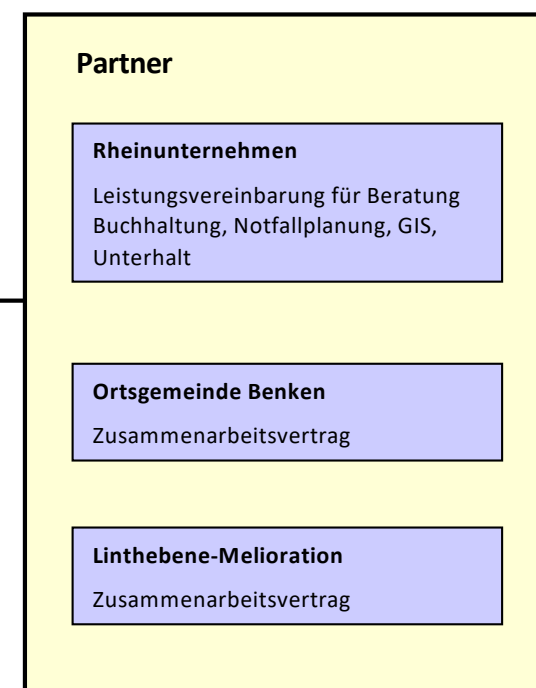 Partner
Rheinunternehmen
Leistungsvereinbarung für Beratung
Buchhaltung, Notfallplanung, GIS,
Unterhalt
Ortsgemeinde Benken
Zusammenarbeitsvertrag
Linthebene-Melioration
Zusammenarbeitsvertrag